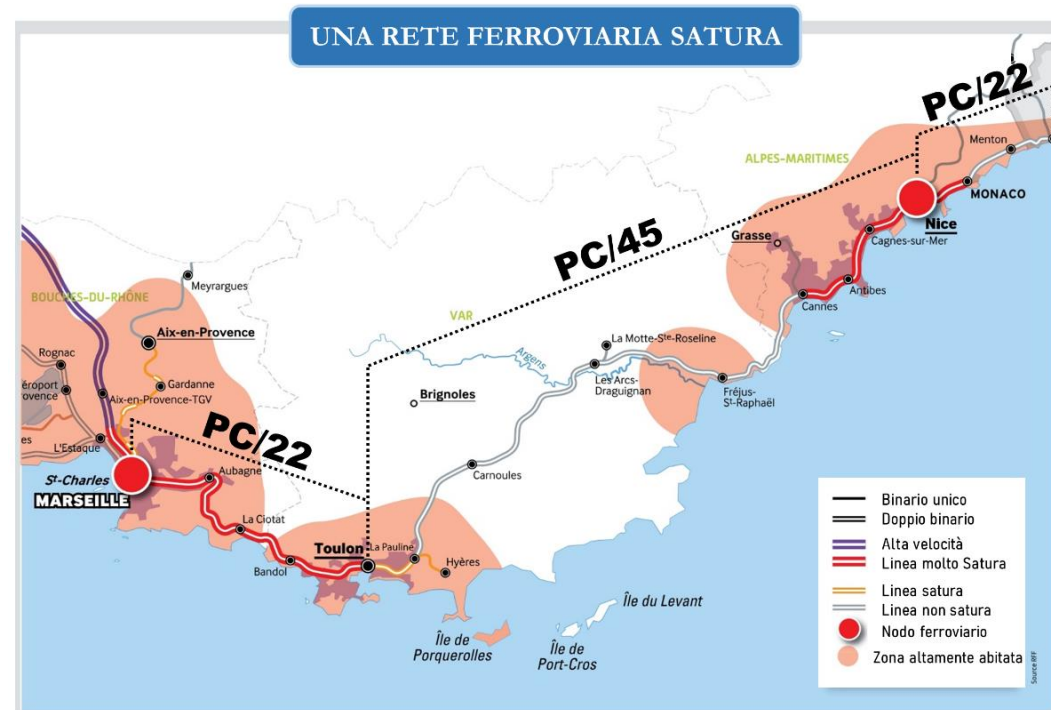 UNA RETE FERROVIARIA SATURA
PC/22
Menton
ALPES-MARITIMES
MONACO
Nice
Grasse
Cagnes-sur-Mer
PC/45
Antibes
Cannes
Meyrargues
BOUCHES-DU-RHÔNE
VAR
Aix-en-Provence
La Motte-Ste-Roseline
Argens
Rognac
Les Arcs-
Draguignan
Gardanne
Fréjus-
St-Raphaël
Aix-en-Provence-TGV
Brignoles
PC/22
L'Estaque
St-Charles
MARSEILLE
Aubagne
Carnoules
La Ciotat
Toulon
La Pauline
Bandol
Hyères
Île du Levant
Île de
Porquerolles
Île de
Port-Cros
Binario unico
Doppio binario
Alta velocità
Linea molto Satura
Linea satura
Linea non satura
Nodo ferroviario
Zona altamente abitata
Source RFF